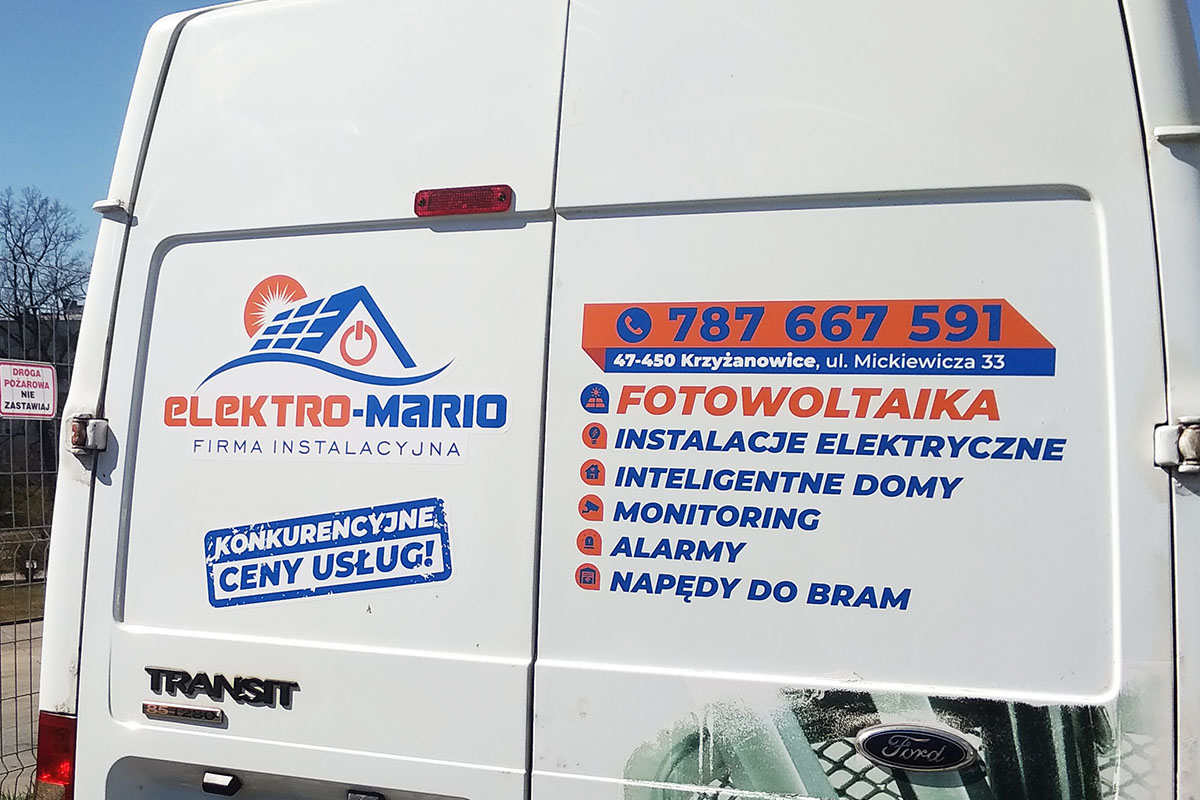 DROGA
POŻAROWA
NIE
ZASTAWIAJ
ELEKTRO-MARIO
FIRMA INSTALACYJNA
KONKURENCYJNE
CENY USŁUG!
787 667 591
47-450 Krzyżanowice, ul. Mickiewicza 33
FOTOWOLTAIKA
INSTALACJE ELEKTRYCZNE
INTELIGENTNE DOMY
MONITORING
ALARMY
NAPĘDY DO BRAM
TRANSIT
Ford